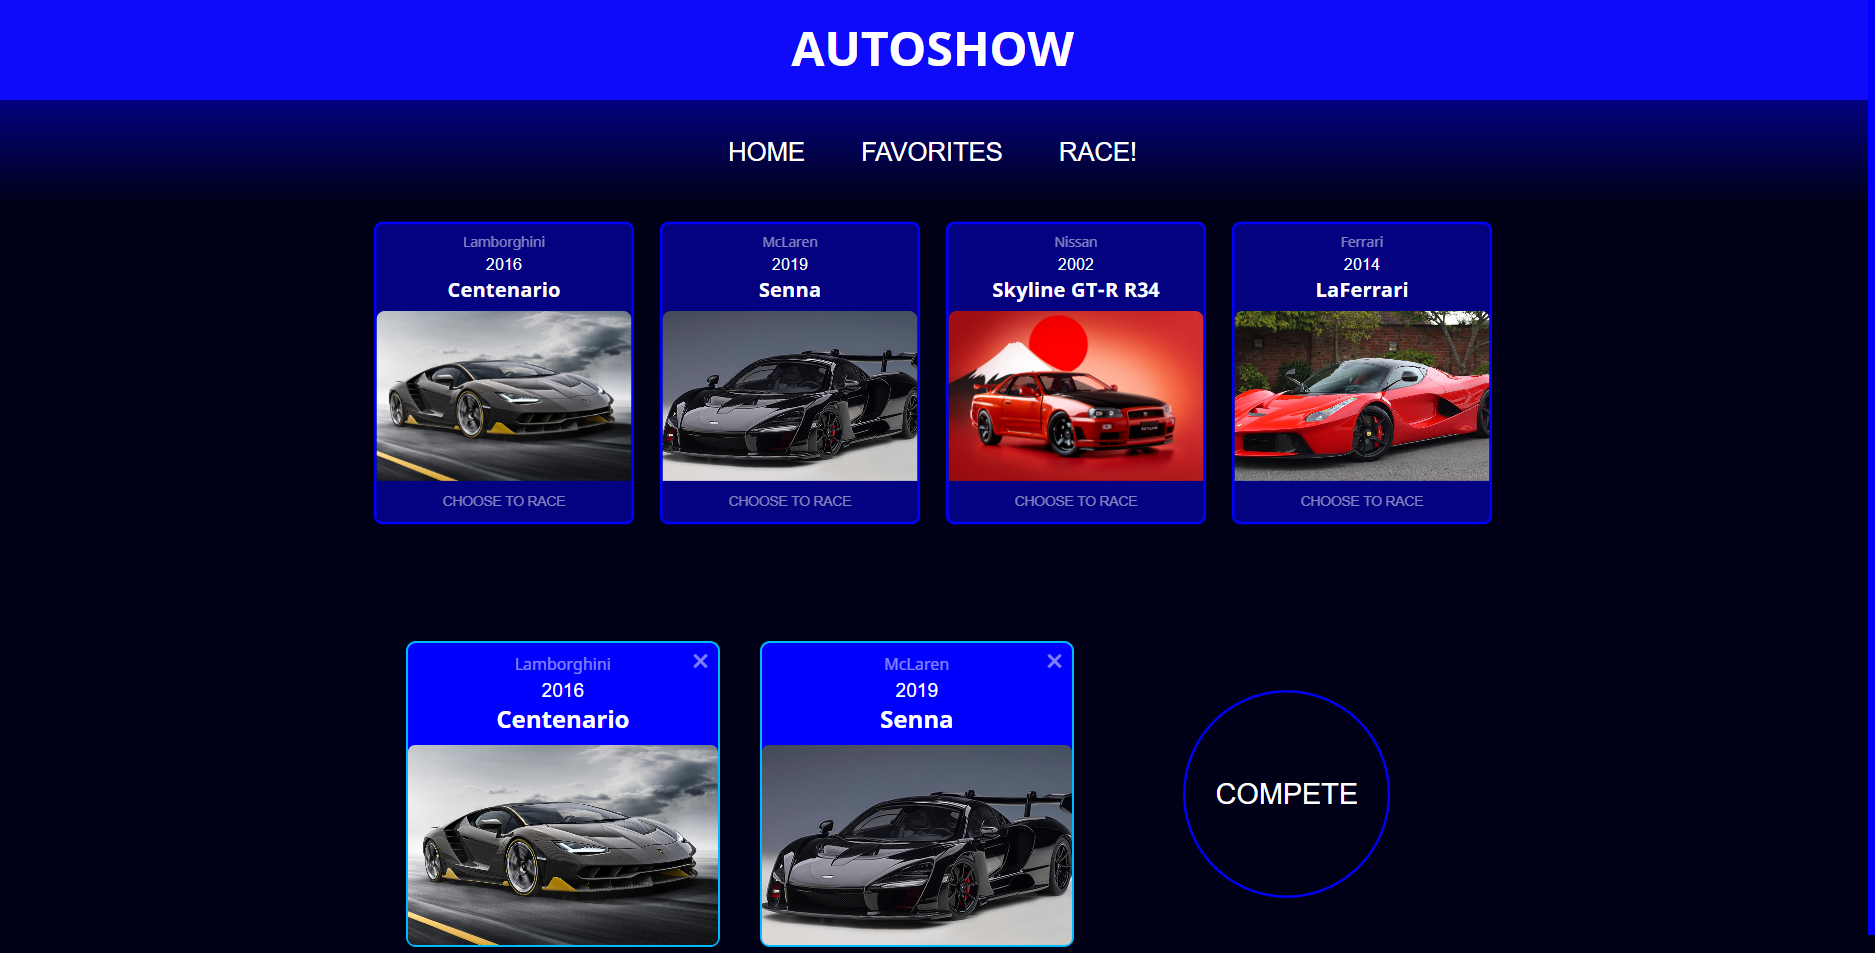 AUTOSHOW
HOME FAVORITES RACE!
Lamborghini
2016
Centenario
CHOOSE TO RACE
McLaren
2019
Senna
CHOOSE TO RACE
Nissan
2002
Skyline GT-R R34
CHOOSE TO RACE
Ferrari
2014
LaFerrari
CHOOSE TO RACE
Lamborghini
2016
Centenario
McLaren
2019
Senna
COMPETE